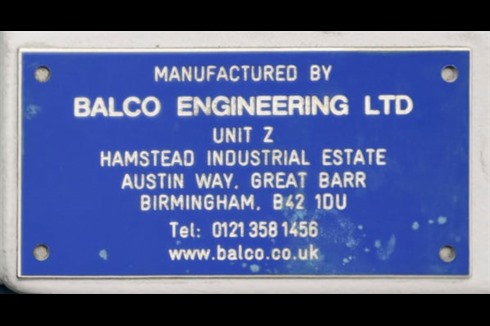 MANUFACTURED BY
BALCO ENGINEERING LTD
UNIT Z
HAMSTEAD INDUSTRIAL ESTATE
AUSTIN WAY. GREAT BARR
BIRMINGHAM. B42 1DU
Tel: 0121 358 1456
www.balco.co.uk